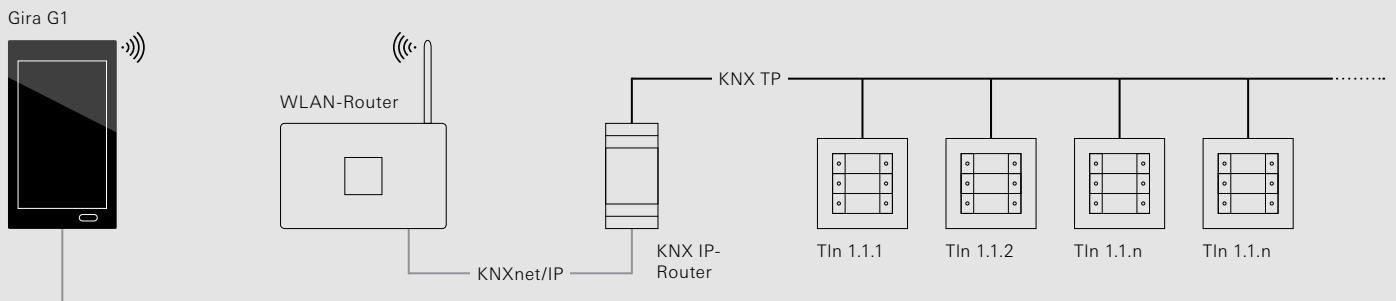 Gira G1
WLAN-Router
KNXnet/IP
KNX IP-
Router
KNX TP
Tln 1.1.1
Tln 1.1.2
Tln 1.1.n
Tln 1.1.n